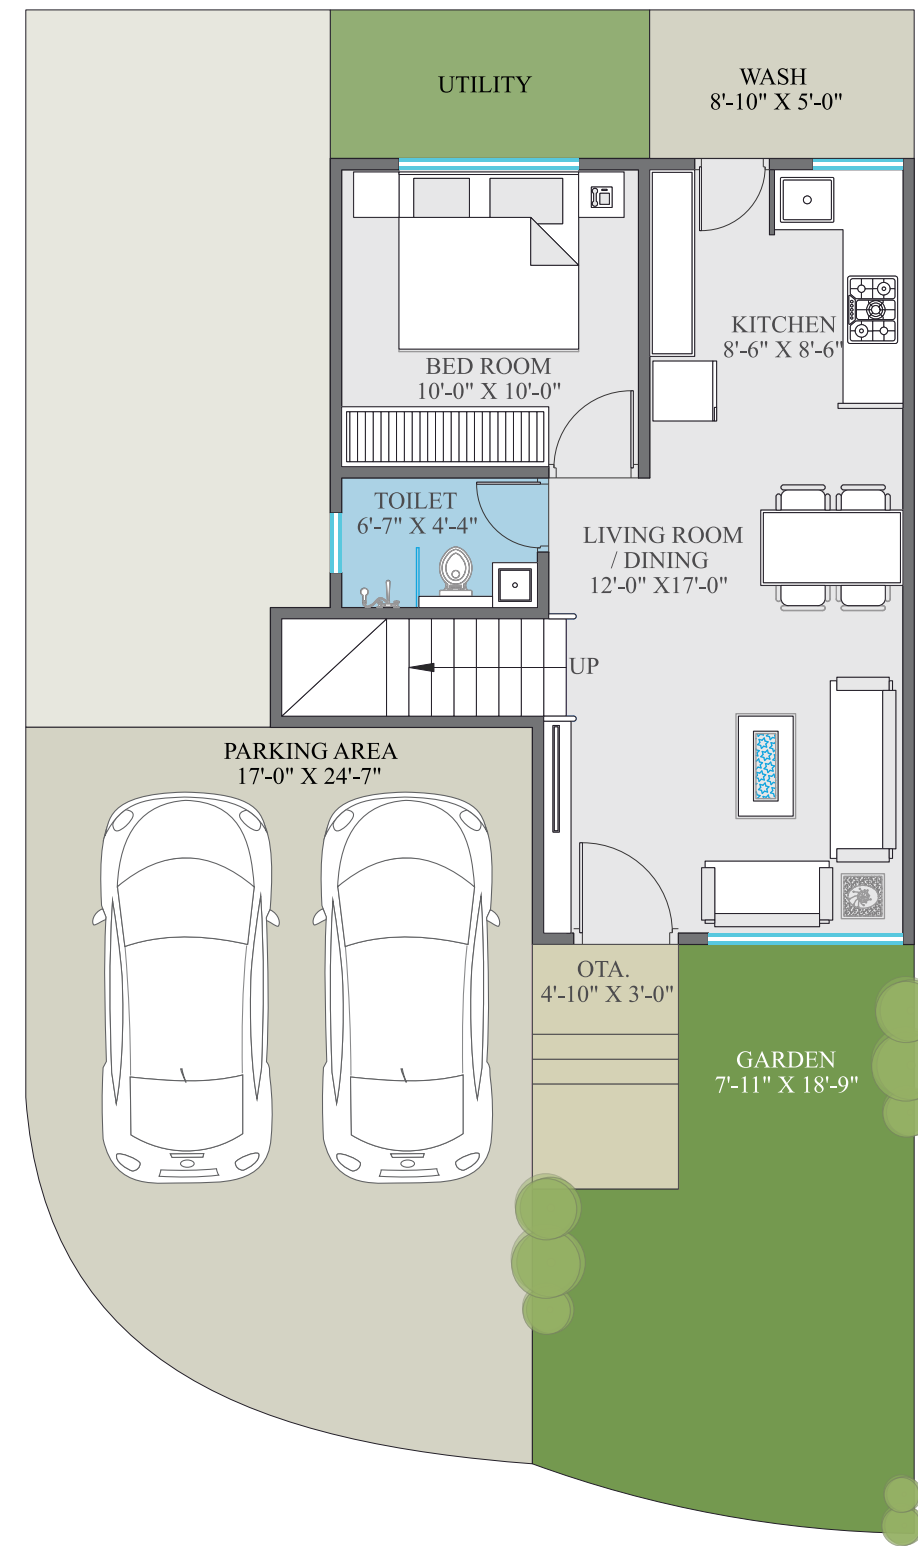 UTILITY
WASH
8'-10" X 5'-0"
KITCHEN
8'-6" X 8'-6"
BED ROOM
10'-0" X 10'-0"
TOILET
6'-7" X 4'-4"
LIVING ROOM
/ DINING
12'-0" X17'-0"
UP
PARKING AREA
17'-0" X 24'-7"
OTA.
4'-10" X 3'-0"
GARDEN
7'-11" X 18'-9"